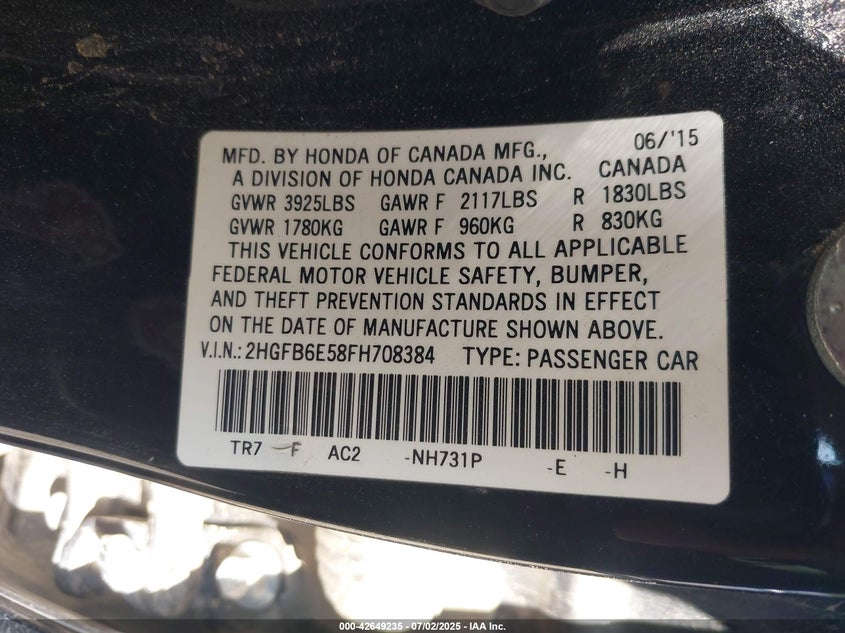 06/'15
MFD. BY HONDA OF CANADA MFG.,
A DIVISION OF HONDA CANADA INC. CANADA
GVWR 3925LBS GAWR F 2117LBS R 1830LBS
GVWR 1780KG GAWR F 960KG R 830KG
THIS VEHICLE CONFORMS TO ALL APPLICABLE
FEDERAL MOTOR VEHICLE SAFETY, BUMPER,
AND THEFT PREVENTION STANDARDS IN EFFECT
ON THE DATE OF MANUFACTURE SHOWN ABOVE.
V.I.N.: 2HGFB6E58FH708384 TYPE: PASSENGER CAR
TR7 F AC2 -NH731P -E -H
000-42649235 - 07/02/2025 - IAA Inc.